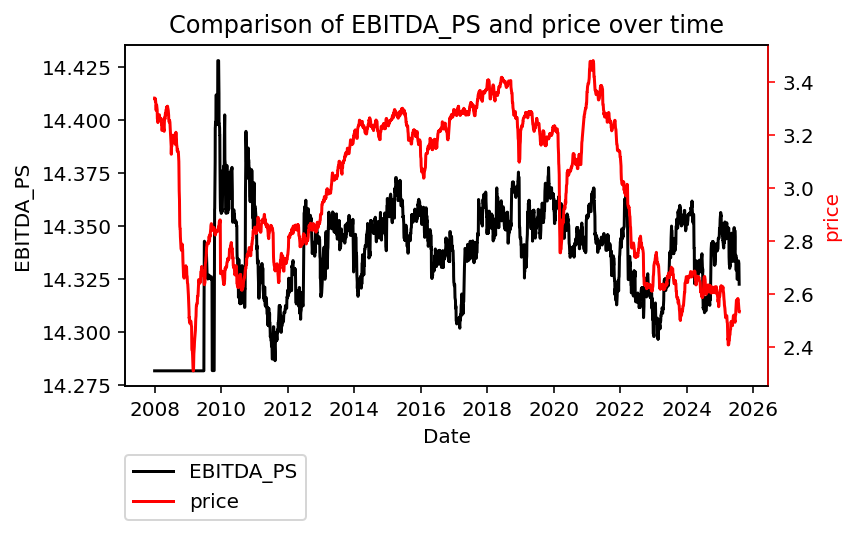 Comparison of EBITDA_PS and price over time
EBITDA_PS
14.425
14.400
14.375
14.350
14.325
14.300
14.275
3.4
3.2
3.0
2.8
2.6
2.4
price
2008 2010 2012 2014 2016 2018 2020 2022 2024 2026
Date
EBITDA_PS
price